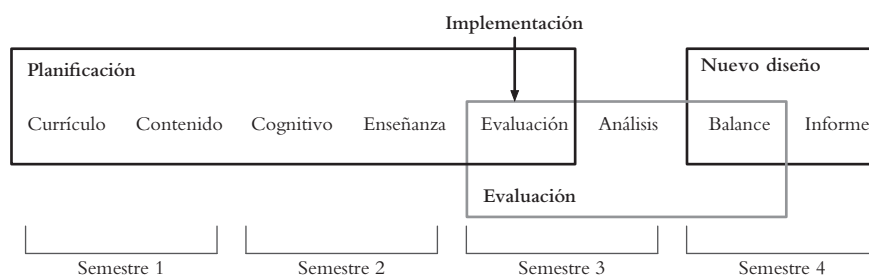 Implementación
Planificación
Nuevo diseño
Currículo Contenido Cognitivo Enseñanza Evaluación Análisis Balance Informe
Evaluación
Semestre 1 Semestre 2 Semestre 3 Semestre 4